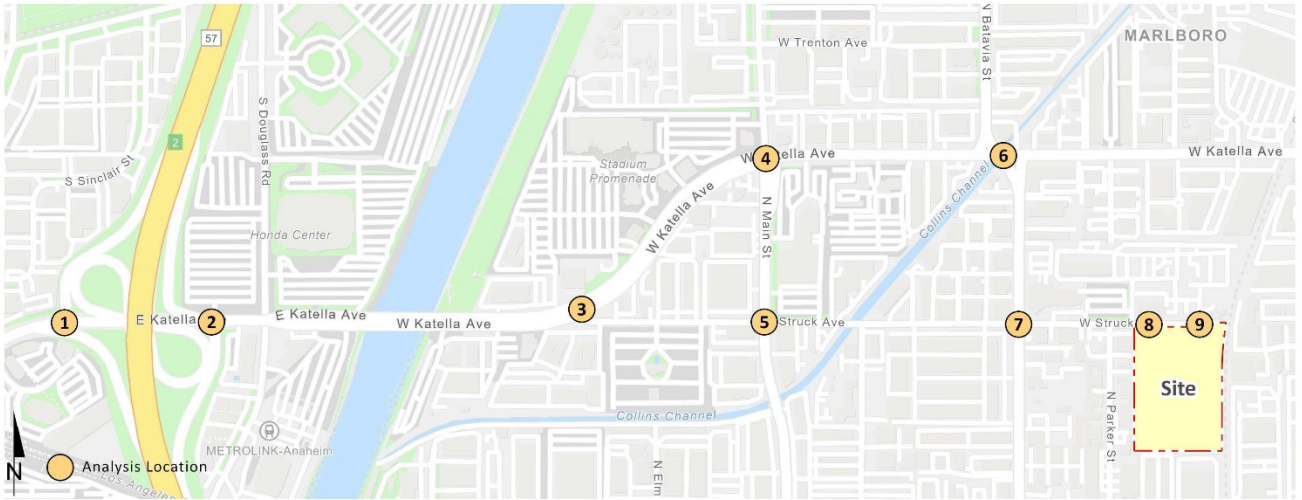 57
N Batavia St
W Trenton Ave
MARLBORO
S Douglass Rd
2
S Sinclair St
Stadium
Promenade
4
W Katella Ave
6
W Katella Ave
W Katella Ave
N Main St
Collins Channel
Honda Center
1
E Katella
2
E Katella Ave
W Katella Ave
3
5
Struck Ave
7
W Struck
8
9
Site
N Parker St
Collins Channel
METROLINK-Anaheim
N Elm
N
Analysis Location
Los Angeles